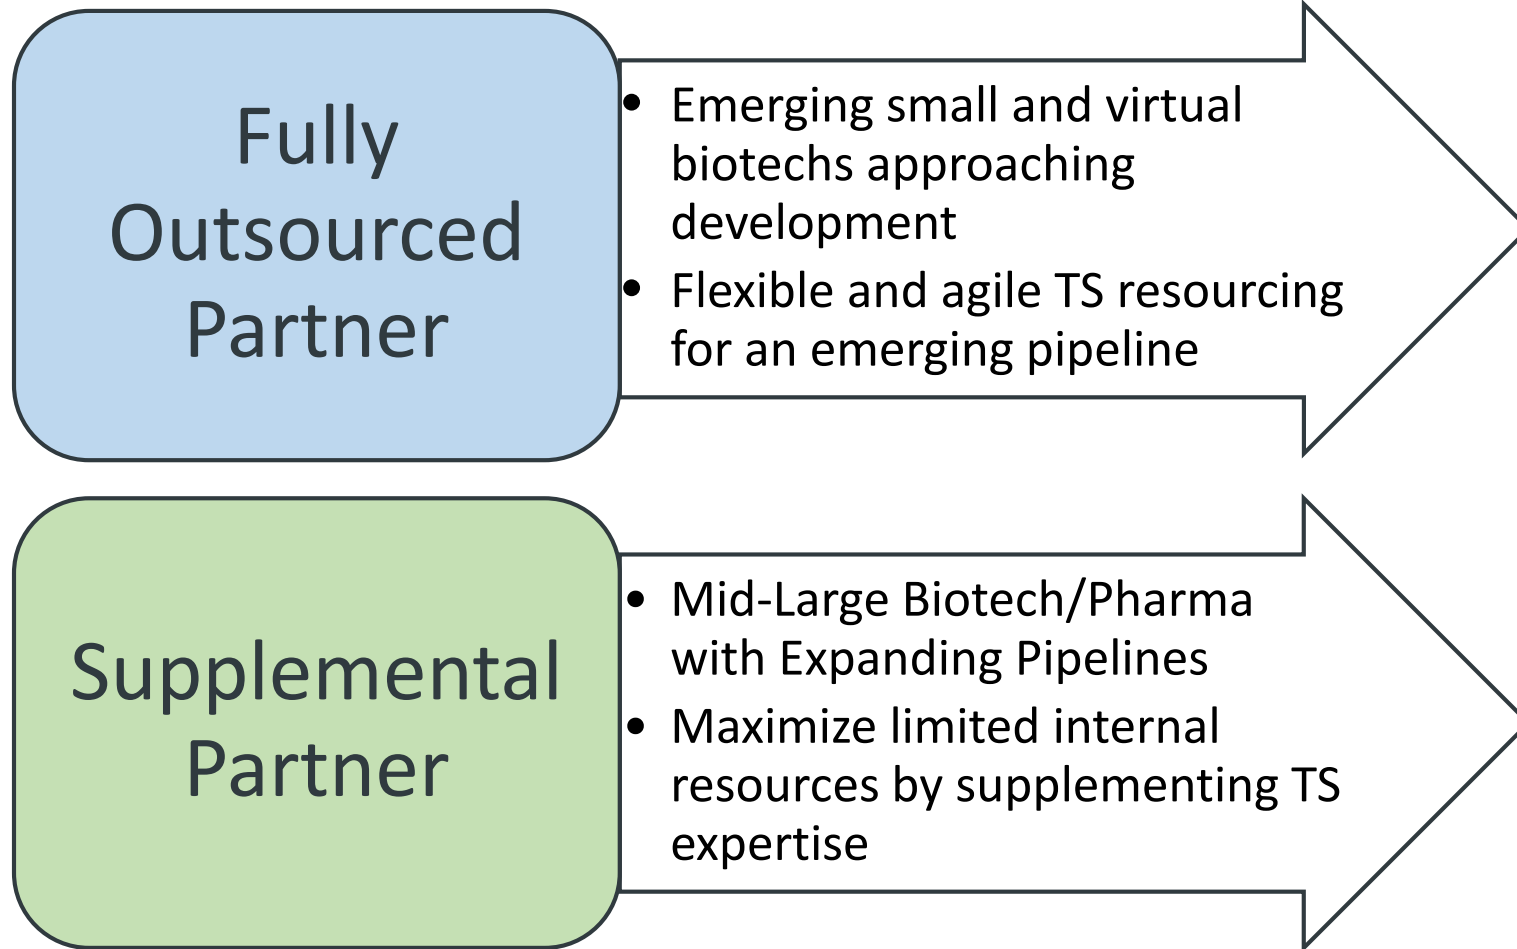 Fully
Outsourced
Partner
• Emerging small and virtual
biotechs approaching
development
• Flexible and agile TS resourcing
for an emerging pipeline
Supplemental
Partner
• Mid-Large Biotech/Pharma
with Expanding Pipelines
• Maximize limited internal
resources by supplementing TS
expertise